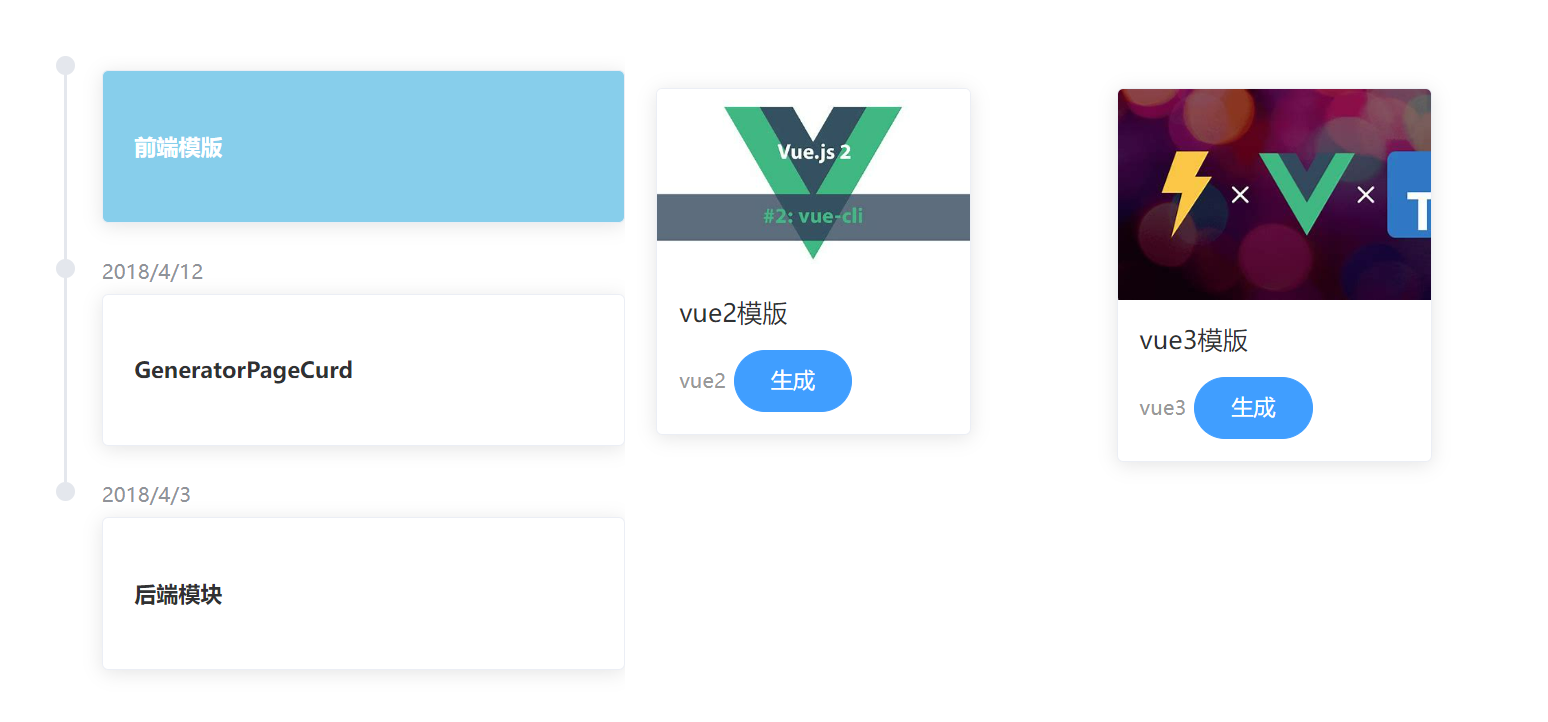 前端模版
2018/4/12
GeneratorPageCurd
2018/4/3
后端模块
Vue.js 2
#2: vue-cli
vue2模版
vue2 生成
× × T
vue3模版
vue3 生成